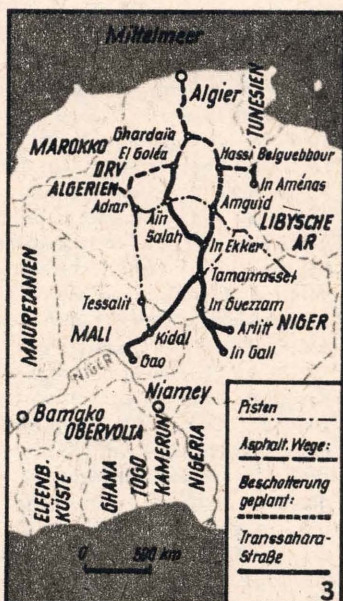 Mittelmeer
Algier
TUNESIEN
Ghardaïa
MAROKKO
El Goléa
Hassi Belguebbour
DRV
ALGERIEN
In Aménas
Adrar
Ain
Salah
Amguid
LIBYSCHE
AR
In Ekker
Tamanrasset
MAURETANIEN
Tessalit
In Guezzam
MALI
Kidal
Arlitt
NIGER
Gao
In Gall
NIGER
Niamey
Bamako
OBERVOLTA
ELFENB.
KÜSTE
GHANA
TOGO
KAMERUN
NIGERIA
0 500 km
Pisten
Asphalt. Wege:
Beschotterung
geplant:
Transsahara-
Straße
3